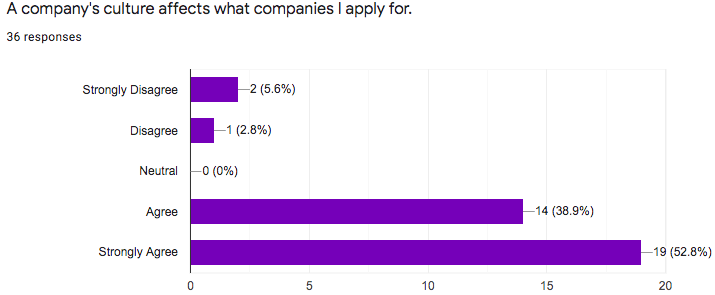 A company's culture affects what companies I apply for.
36 responses
Strongly Disagree 2 (5.6%)
Disagree 1 (2.8%)
Neutral 0 (0%)
Agree 14 (38.9%)
Strongly Agree 19 (52.8%)
0 5 10 15 20